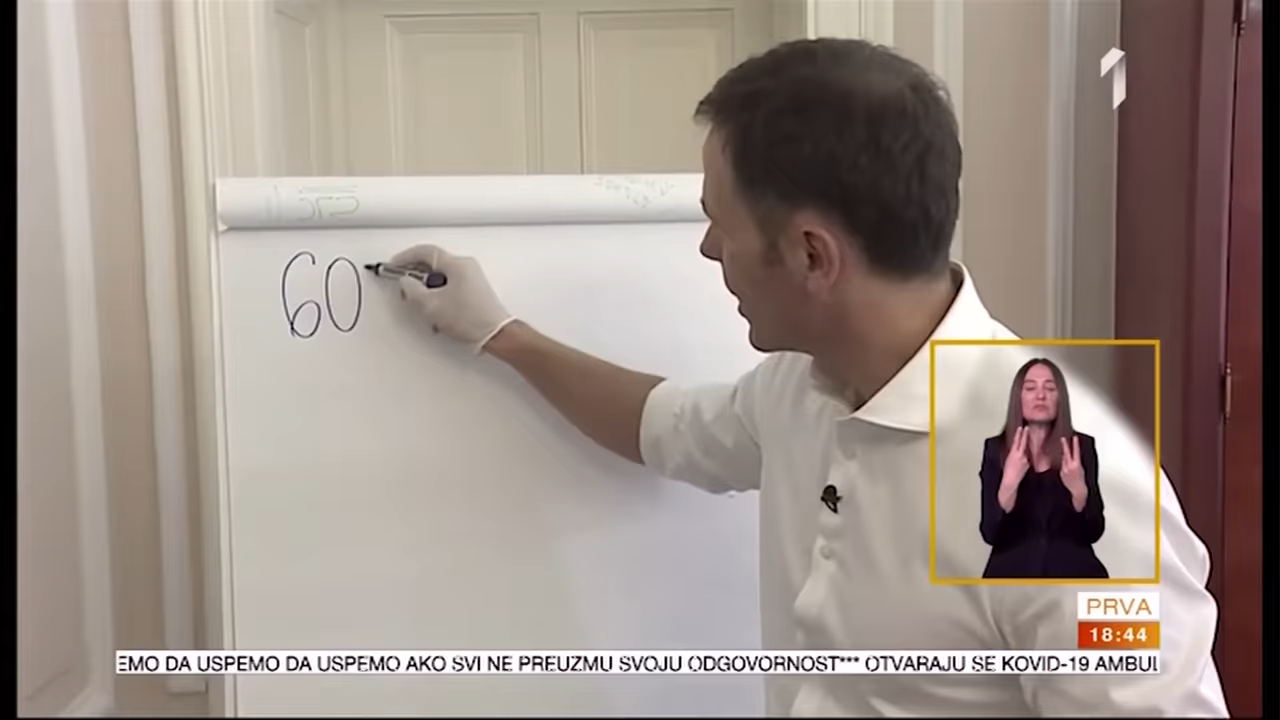 60
PRVA
18:44
EMO DA USPEMO DA USPEMO AKO SVI NE PREUZMU SVOJU ODGOVORNOST*** OTVARAJU SE KOVID-19 AMBUL